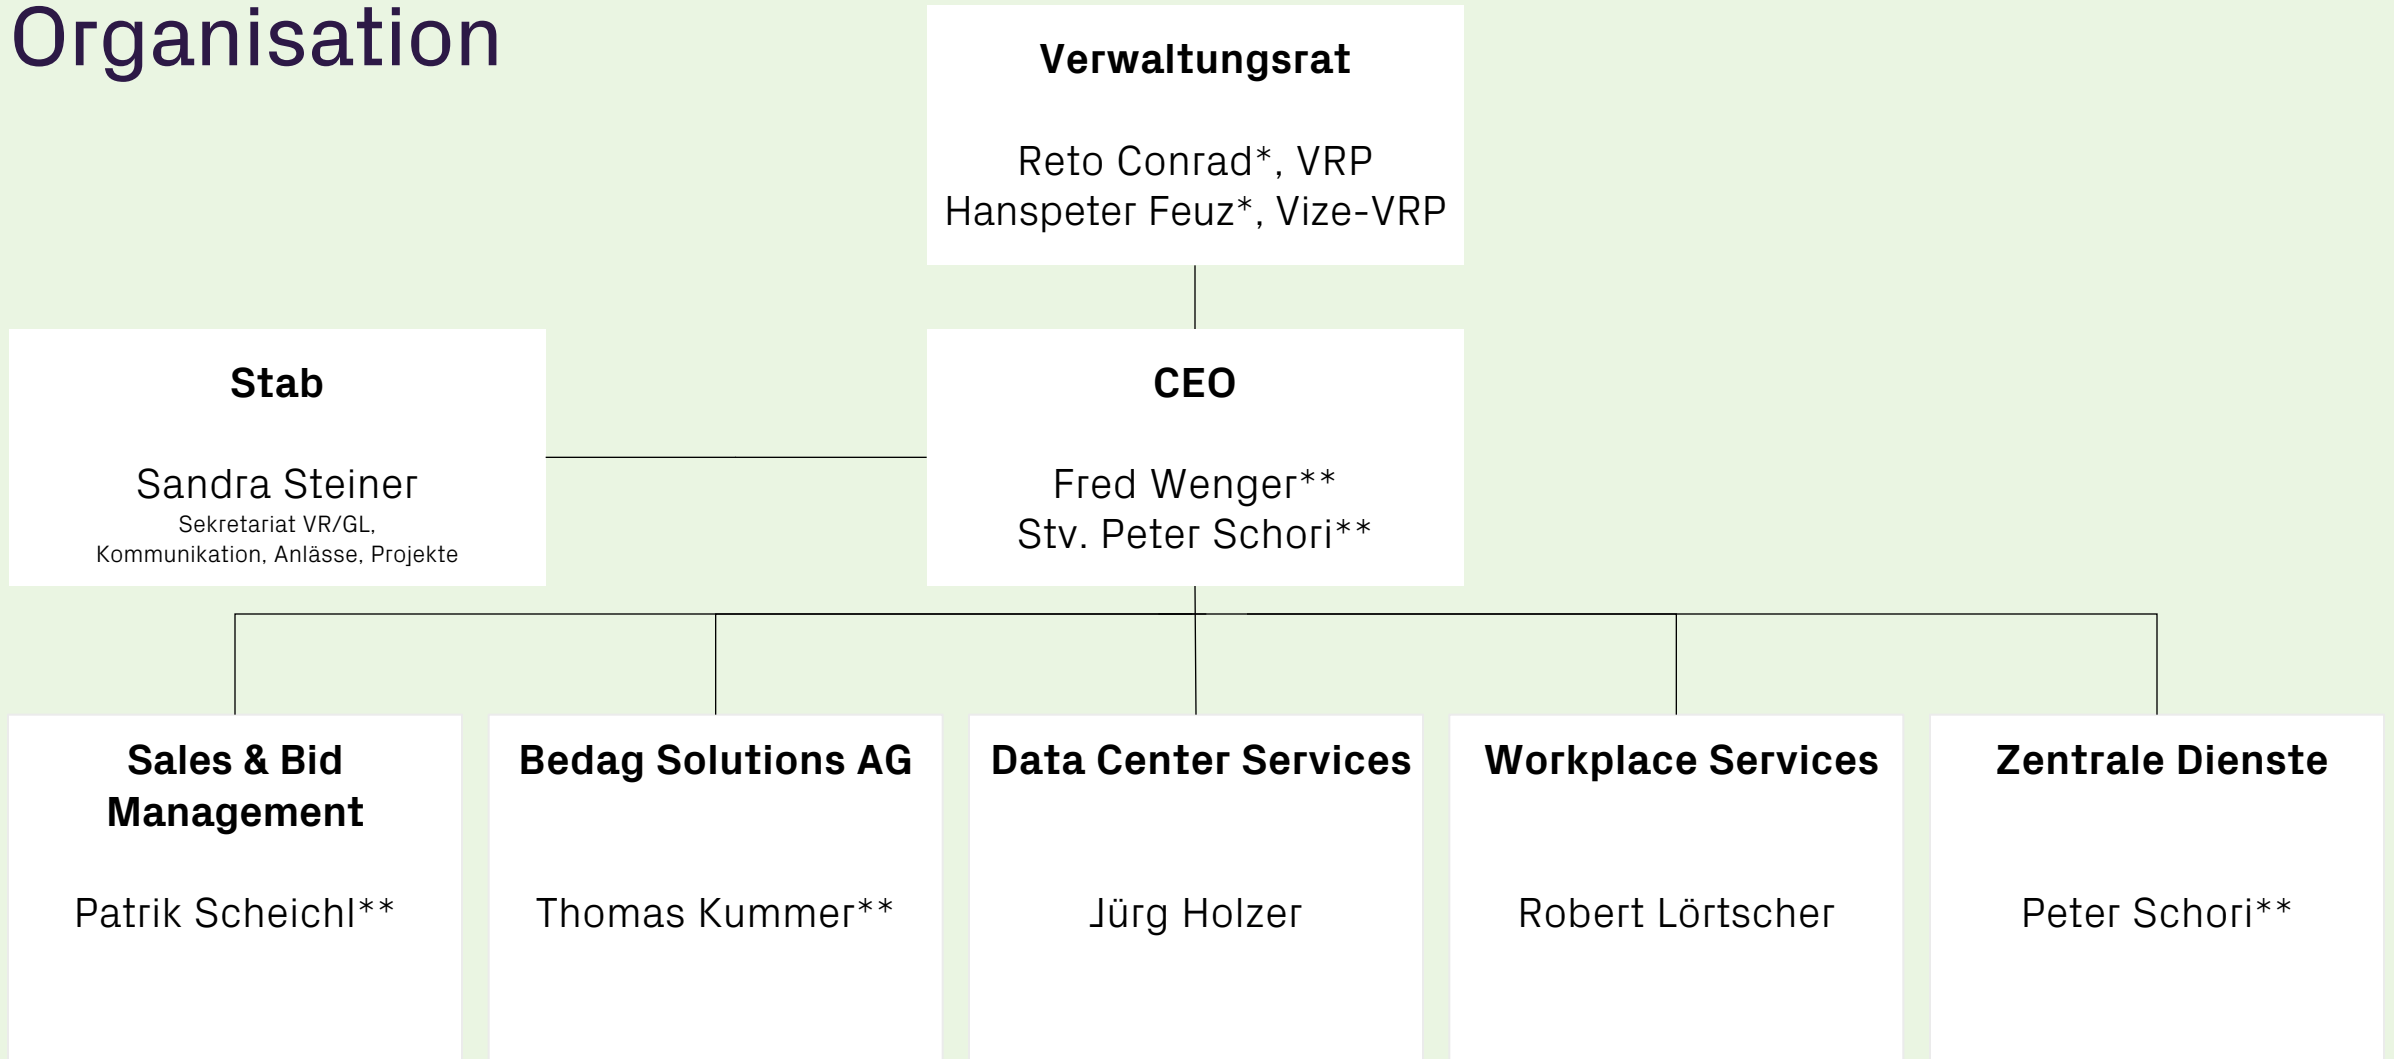 Organisation
Verwaltungsrat
Reto Conrad*, VRP
Hanspeter Feuz*, Vize-VRP
Stab
Sandra Steiner
Sekretariat VR/GL,
Kommunikation, Anlässe, Projekte
CEO
Fred Wenger**
Stv. Peter Schori**
Sales & Bid
Management
Patrik Scheichl**
Bedag Solutions AG
Thomas Kummer**
Data Center Services
Jürg Holzer
Workplace Services
Robert Lörtscher
Zentrale Dienste
Peter Schori**